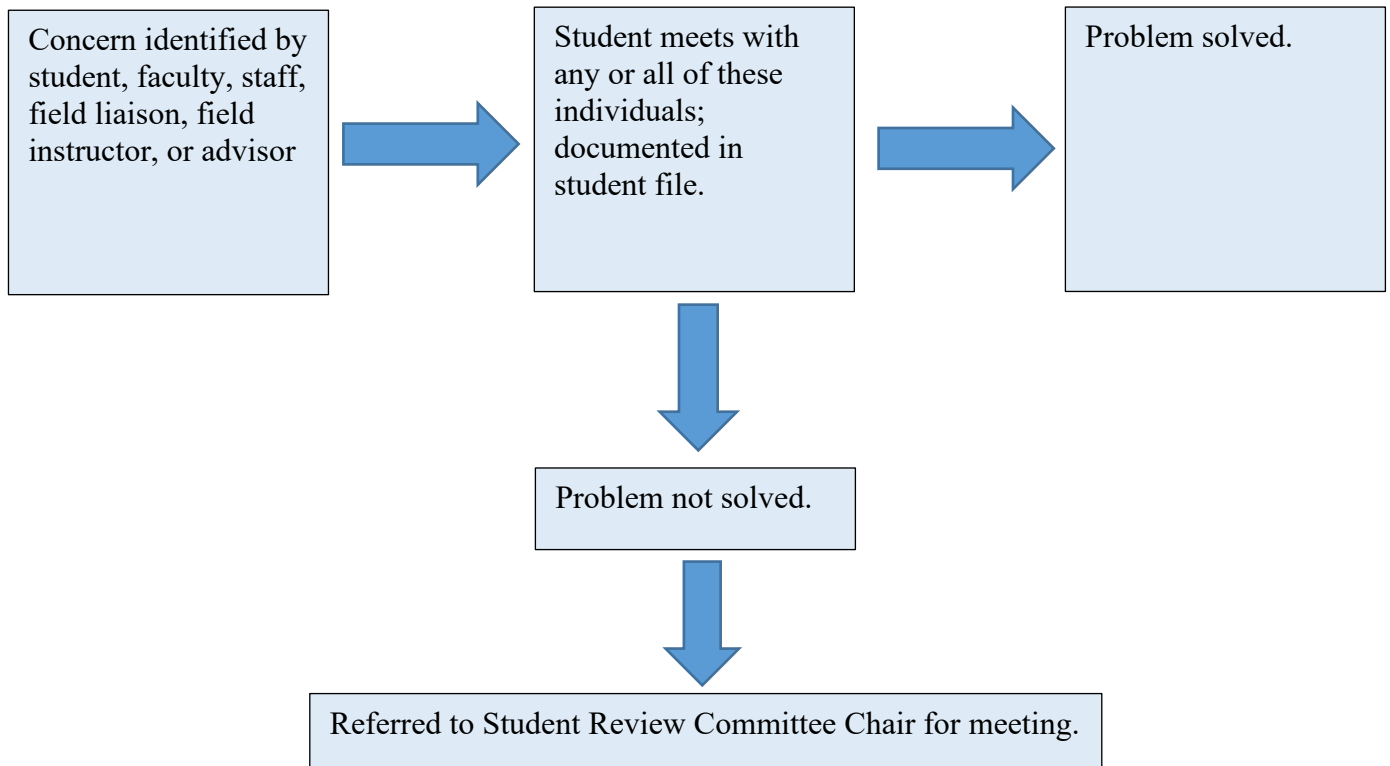 Concern identified by
student, faculty, staff,
field liaison, field
instructor, or advisor
Student meets with
any or all of these
individuals;
documented in
student file.
Problem solved.
Problem not solved.
Referred to Student Review Committee Chair for meeting.